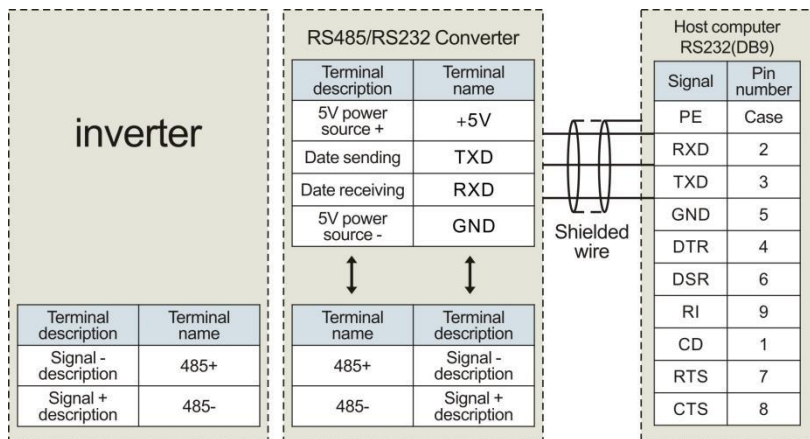 inverter
Terminal description
Terminal name
Signal - description
485+
Signal + description
485-
RS485/RS232 Converter
Terminal description
Terminal name
5V power source +
+5V
Date sending
TXD
Date receiving
RXD
5V power source -
GND
Terminal name
Terminal description
485+
Signal - description
485-
Signal + description
Shielded wire
Host computer
RS232(DB9)
Signal
Pin number
PE
Case
RXD
2
TXD
3
GND
5
DTR
4
DSR
6
RI
9
CD
1
RTS
7
CTS
8